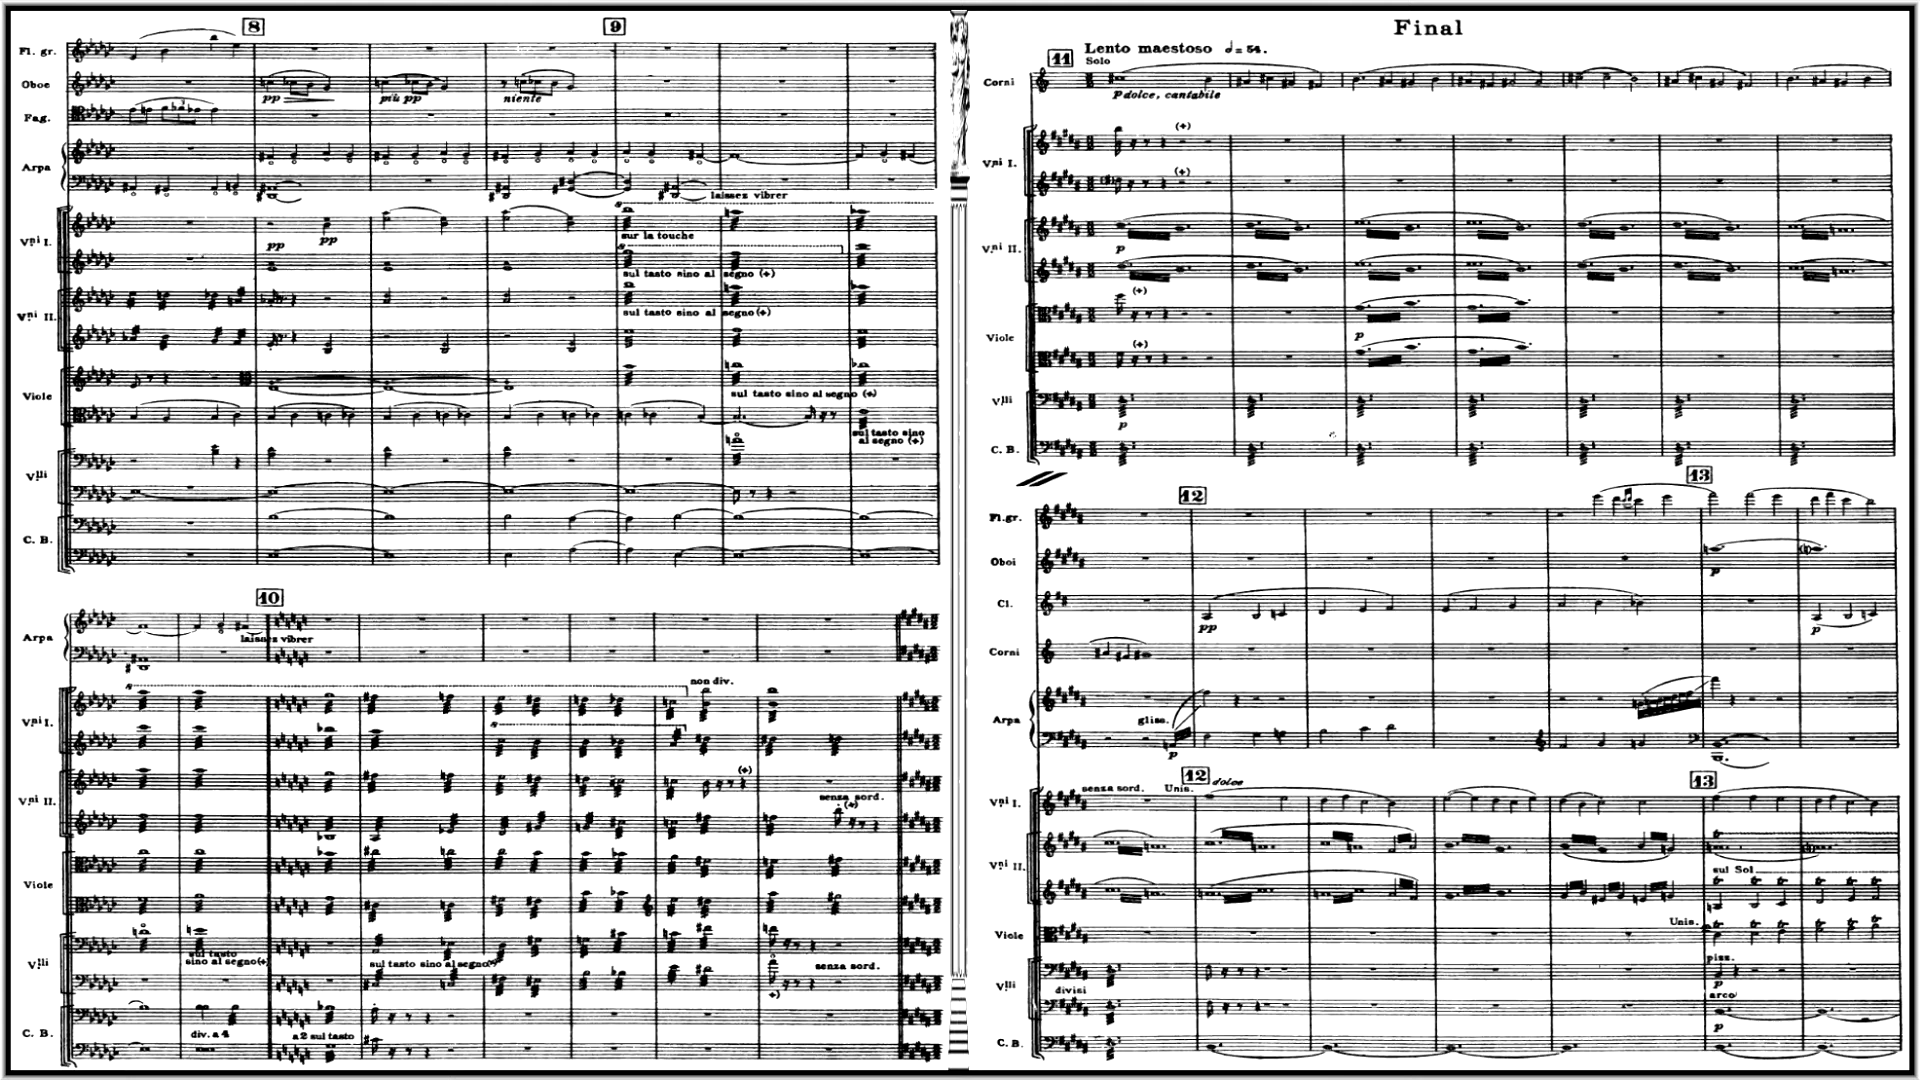 8
9
Fl. gr.
Oboe
pp
più pp
niente
Fag.
Arpa
laissez vibrer
8
Vni I.
pp
pp
sur la touche
8
sul tasto sino al segno (+)
Vni II.
sul tasto sino al segno (+)
Viole
sul tasto sino al segno (+)
sul tasto sino
al segno (+)
Vlli
C. B.
10
Arpa
laissez vibrer
8
non div.
Vni I.
8
Vni II.
(+)
senza sord.
(+)
Viole
Vlli
sul tasto
sino al segno(+)
sul tasto sino al segno(+)
senza sord.
+)
C. B.
div. a 4
a 2 sul tasto
Final
11
Lento maestoso = 54.
Solo
Corni
p dolce, cantabile
Vni I.
(+)
(+)
Vni II.
p
Viole
(+)
p
(+)
Vlli
p
C. B.
12
13
Fl. gr.
Oboi
p
Cl.
pp
p
Corni
Arpa
gliss.
p
12
13
Vni I.
senza sord.
Unis.
dolce
Vni II.
sul Sol
Viole
Unis.
Vlli
divisi
pizz.
p
arco
p
C. B.